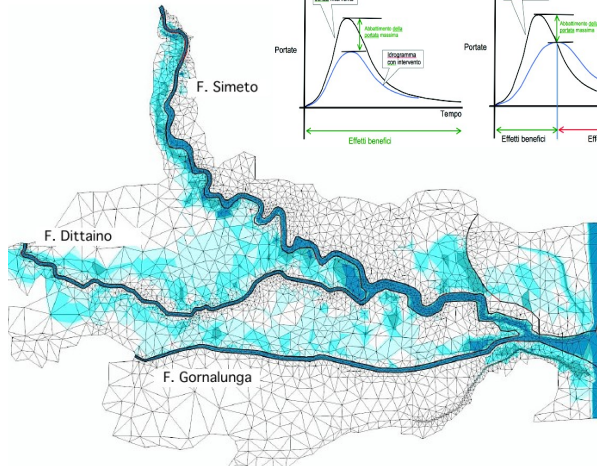 Portate
Abbattimento della
portata massima
Idrogramma
con intervento
Tempo
Effetti benefici
Portate
Abbattimento della
portata massima
Effetti benefici
F. Simeto
F. Dittaino
F. Gornalunga